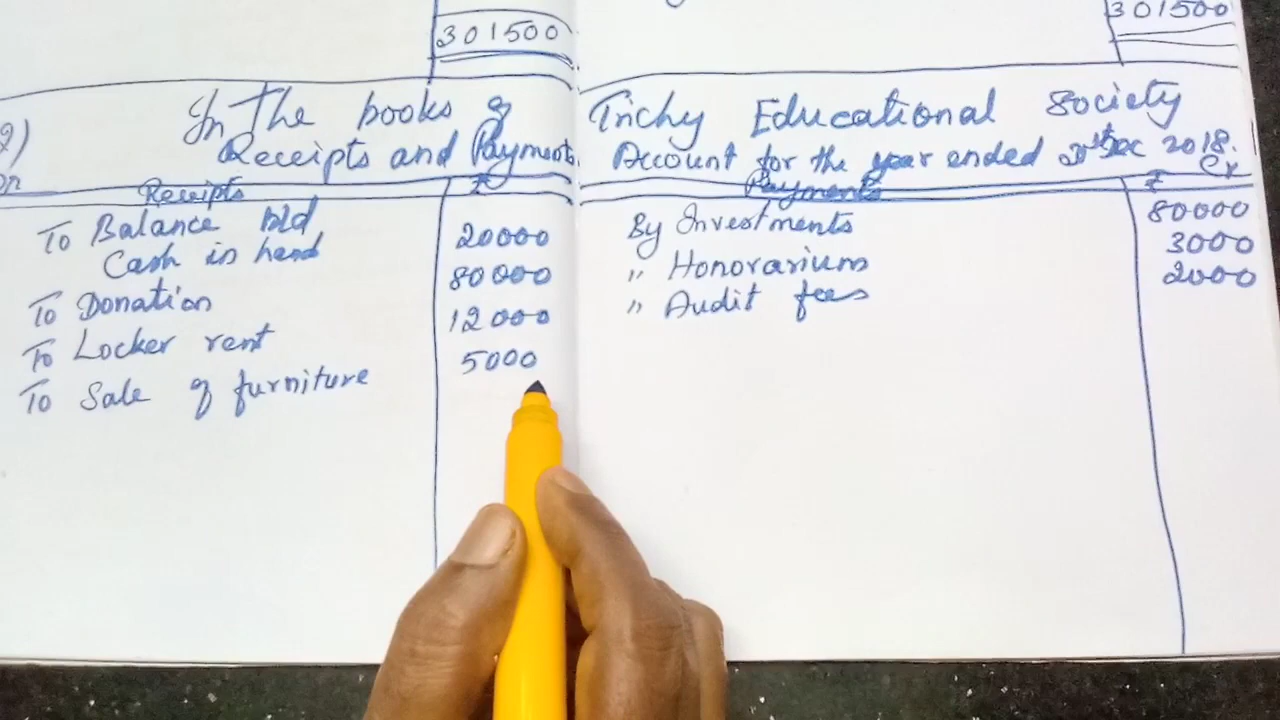 301500
301500
In The books of Trichy Educational Society
Receipts and Payments Account for the year ended 31st Dec 2018.
Dr Cr
Receipts ₹ Payments ₹
To Balance b/d
Cash in hand 20000
To Donation 80000
To Locker rent 12000
To Sale of furniture 5000
By Investments 80000
" Honorarium 3000
" Audit fees 2000